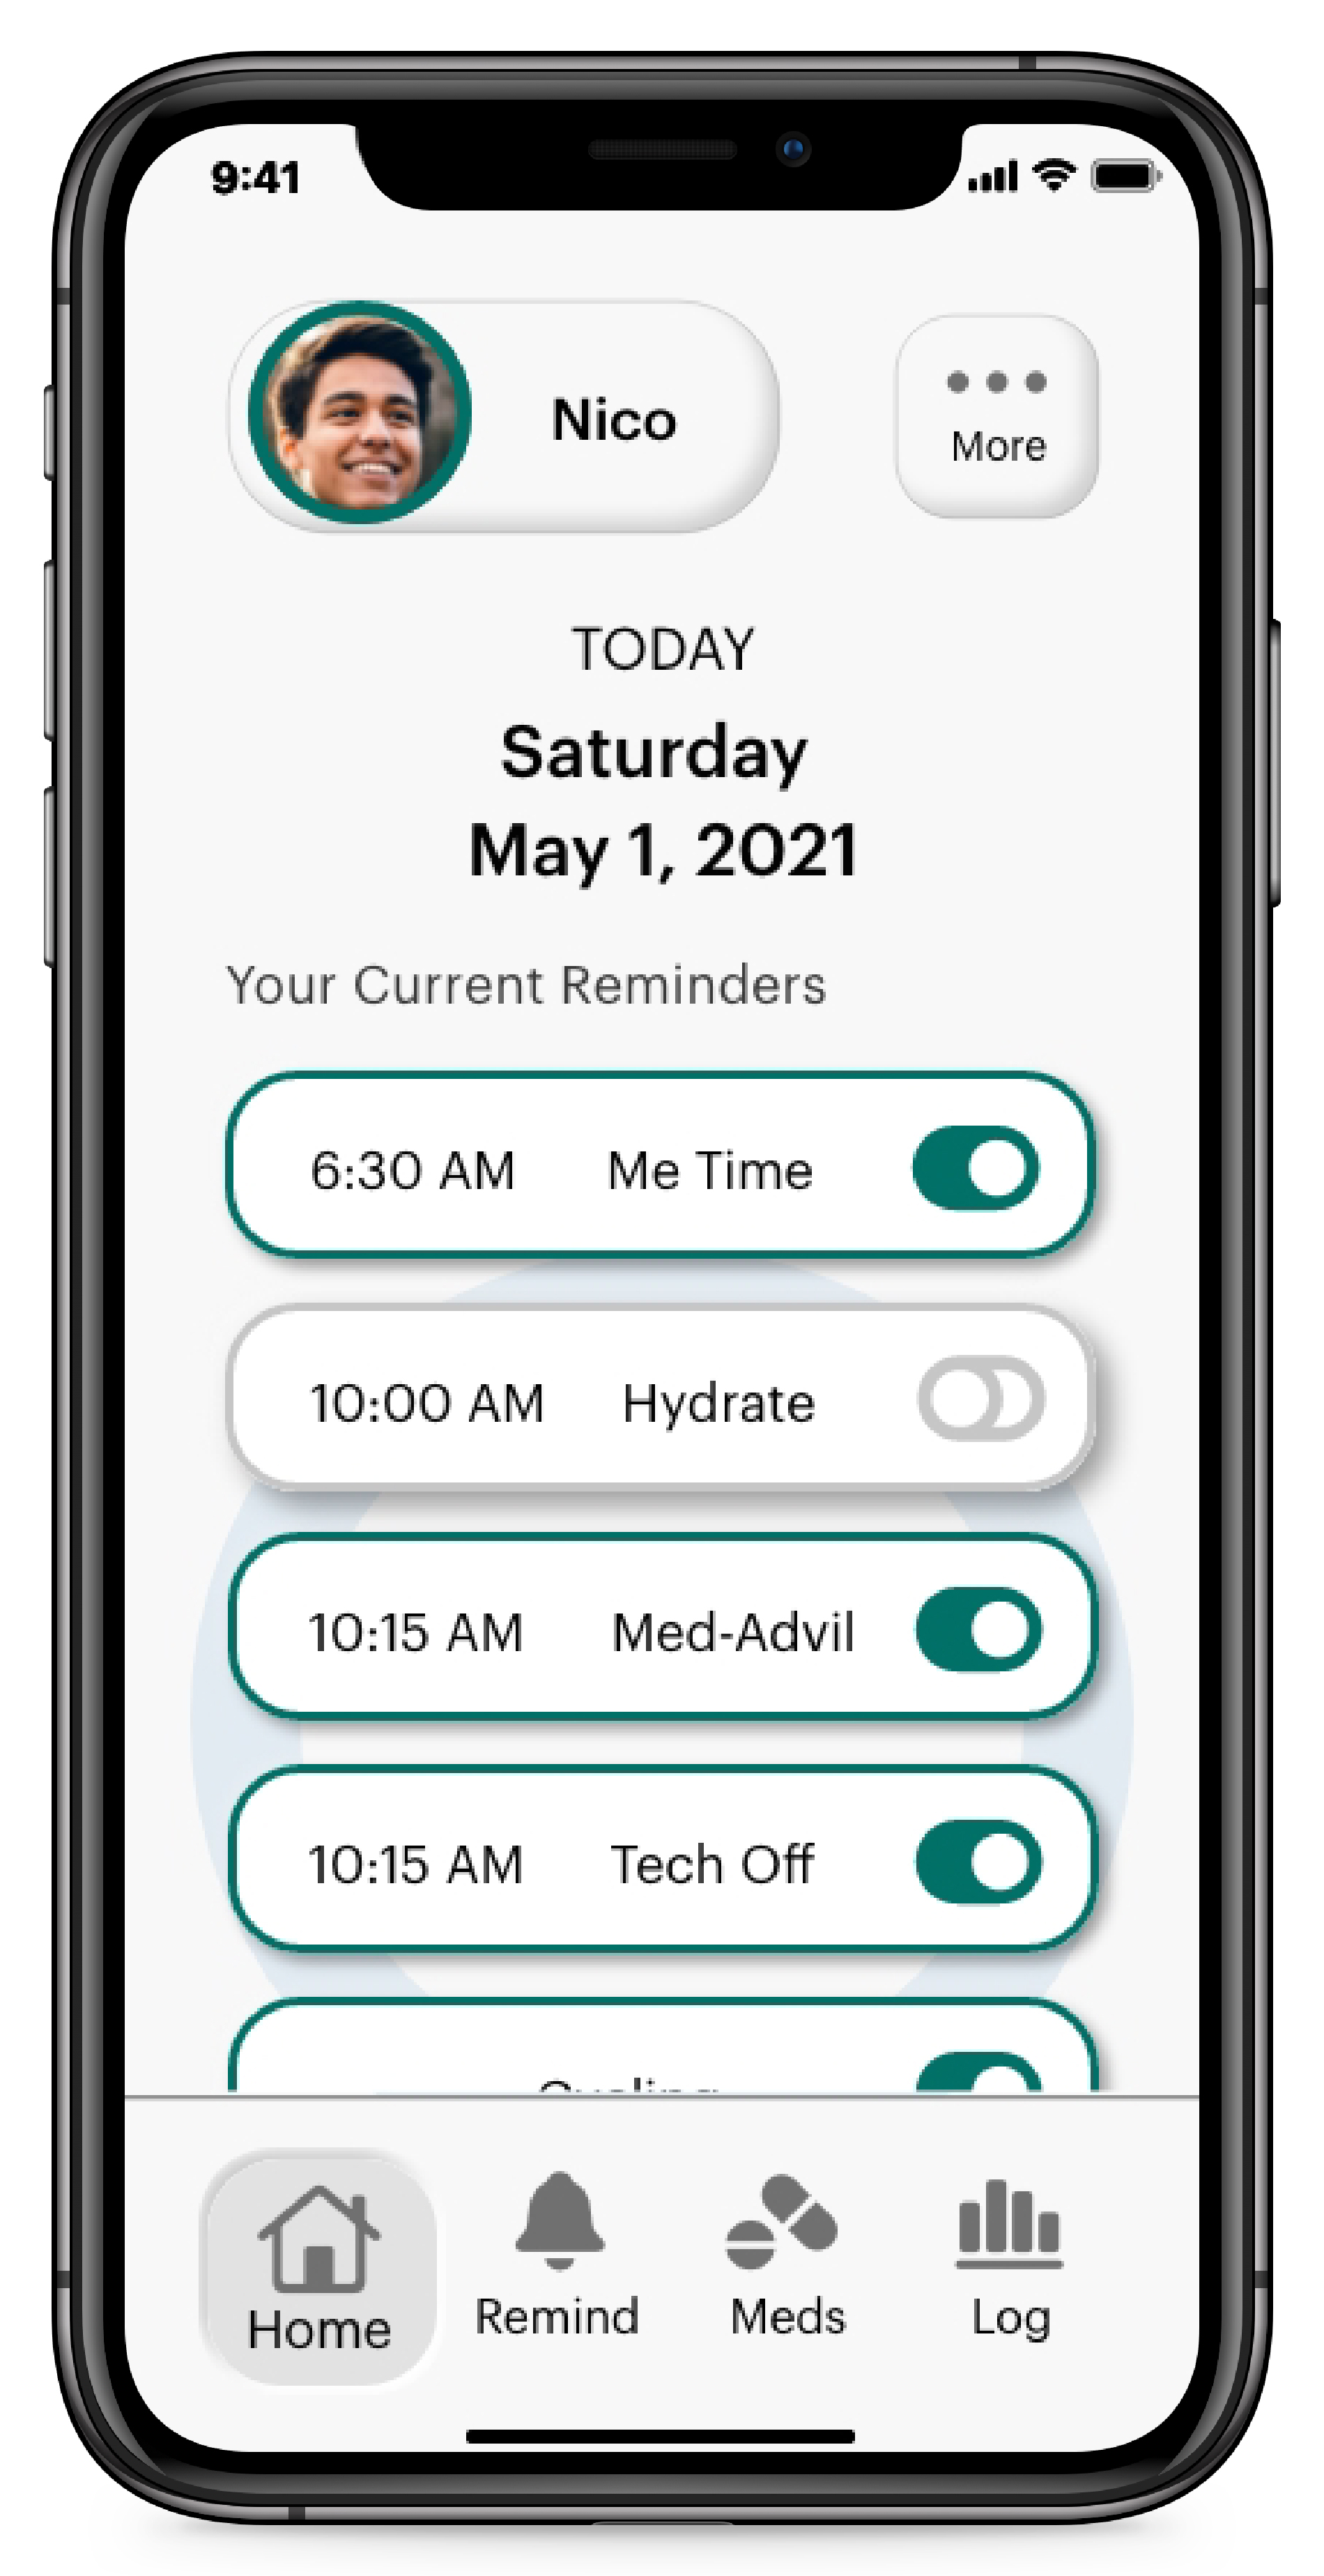 9:41
Nico
More
TODAY
Saturday
May 1, 2021
Your Current Reminders
6:30 AM Me Time
10:00 AM Hydrate
10:15 AM Med-Advil
10:15 AM Tech Off
Home Remind Meds Log